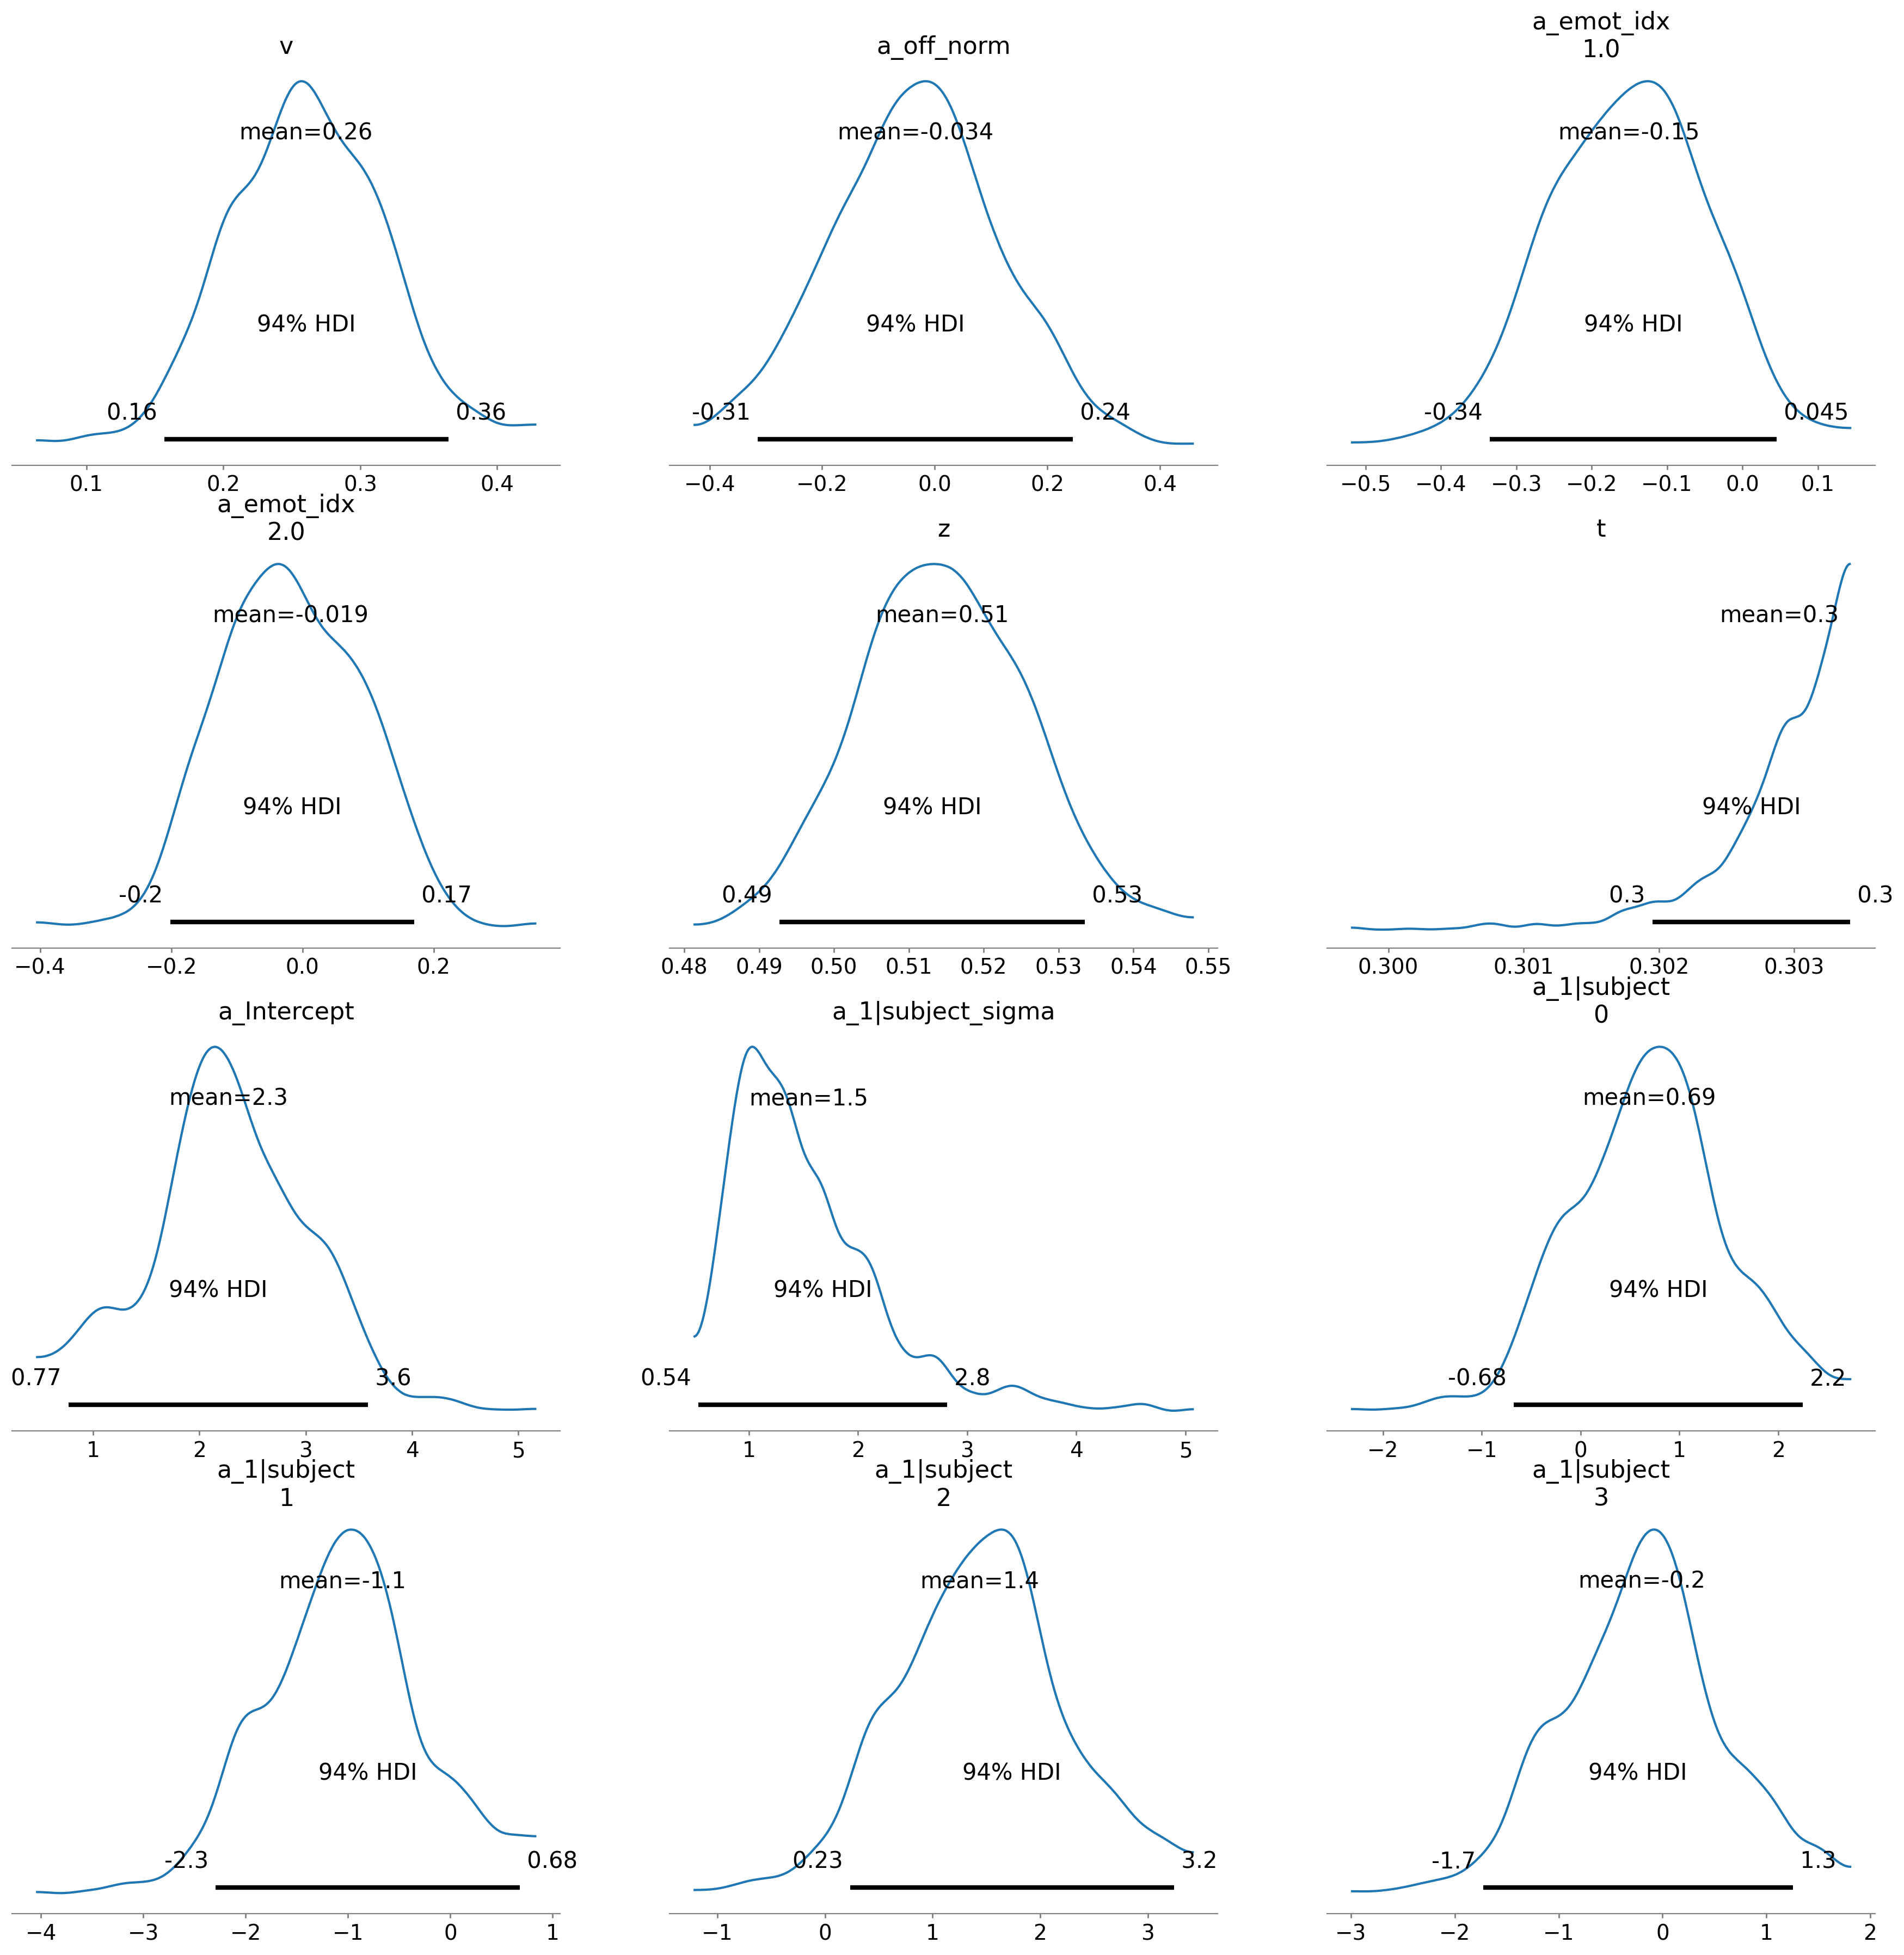 v
mean=0.26
94% HDI
0.16 0.36
0.1 0.2 0.3 0.4
a_off_norm
mean=-0.034
94% HDI
-0.31 0.24
−0.4 −0.2 0.0 0.2 0.4
a_emot_idx
1.0
mean=-0.15
94% HDI
-0.34 0.045
−0.5 −0.4 −0.3 −0.2 −0.1 0.0 0.1
a_emot_idx
2.0
mean=-0.019
94% HDI
-0.2 0.17
−0.4 −0.2 0.0 0.2
z
mean=0.51
94% HDI
0.49 0.53
0.48 0.49 0.50 0.51 0.52 0.53 0.54 0.55
t
mean=0.3
94% HDI
0.3 0.3
0.300 0.301 0.302 0.303
a_Intercept
mean=2.3
94% HDI
0.77 3.6
1 2 3 4 5
a_1|subject_sigma
mean=1.5
94% HDI
0.54 2.8
1 2 3 4 5
a_1|subject
0
mean=0.69
94% HDI
-0.68 2.2
−2 −1 0 1 2
a_1|subject
1
mean=-1.1
94% HDI
-2.3 0.68
−4 −3 −2 −1 0 1
a_1|subject
2
mean=1.4
94% HDI
0.23 3.2
−1 0 1 2 3
a_1|subject
3
mean=-0.2
94% HDI
-1.7 1.3
−3 −2 −1 0 1 2